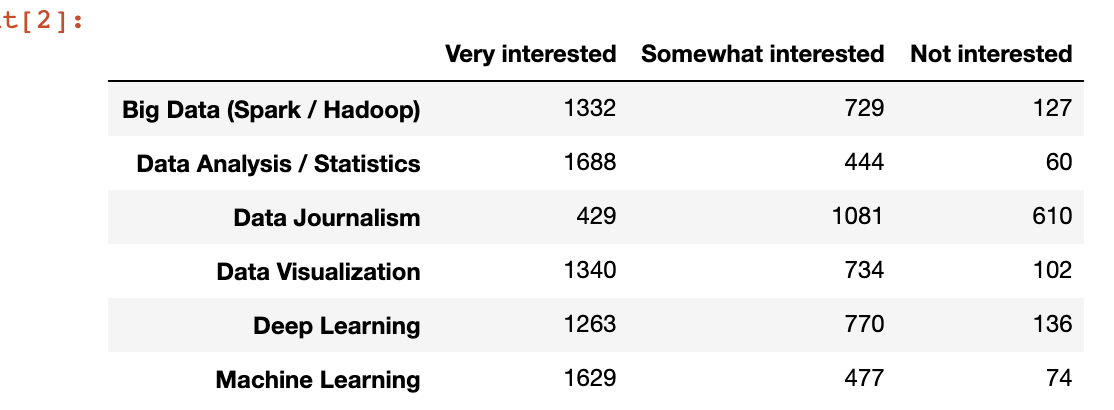 t[2]:
Very interested Somewhat interested Not interested
Big Data (Spark / Hadoop) 1332 729 127
Data Analysis / Statistics 1688 444 60
Data Journalism 429 1081 610
Data Visualization 1340 734 102
Deep Learning 1263 770 136
Machine Learning 1629 477 74